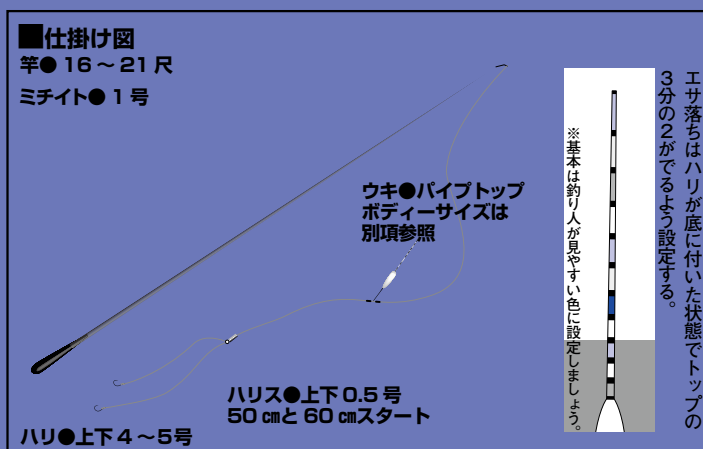 ■仕掛け図
竿●16～21尺
ミチイト●1号
ウキ●パイプトップ
ボディーサイズは
別項参照
ハリス●上下0.5号
50㎝と60㎝スタート
ハリ●上下4～5号
エサ落ちはハリが底に付いた状態でトップの
3分の2がでるよう設定する。
※基本は釣り人が見やすい色に設定しましょう。